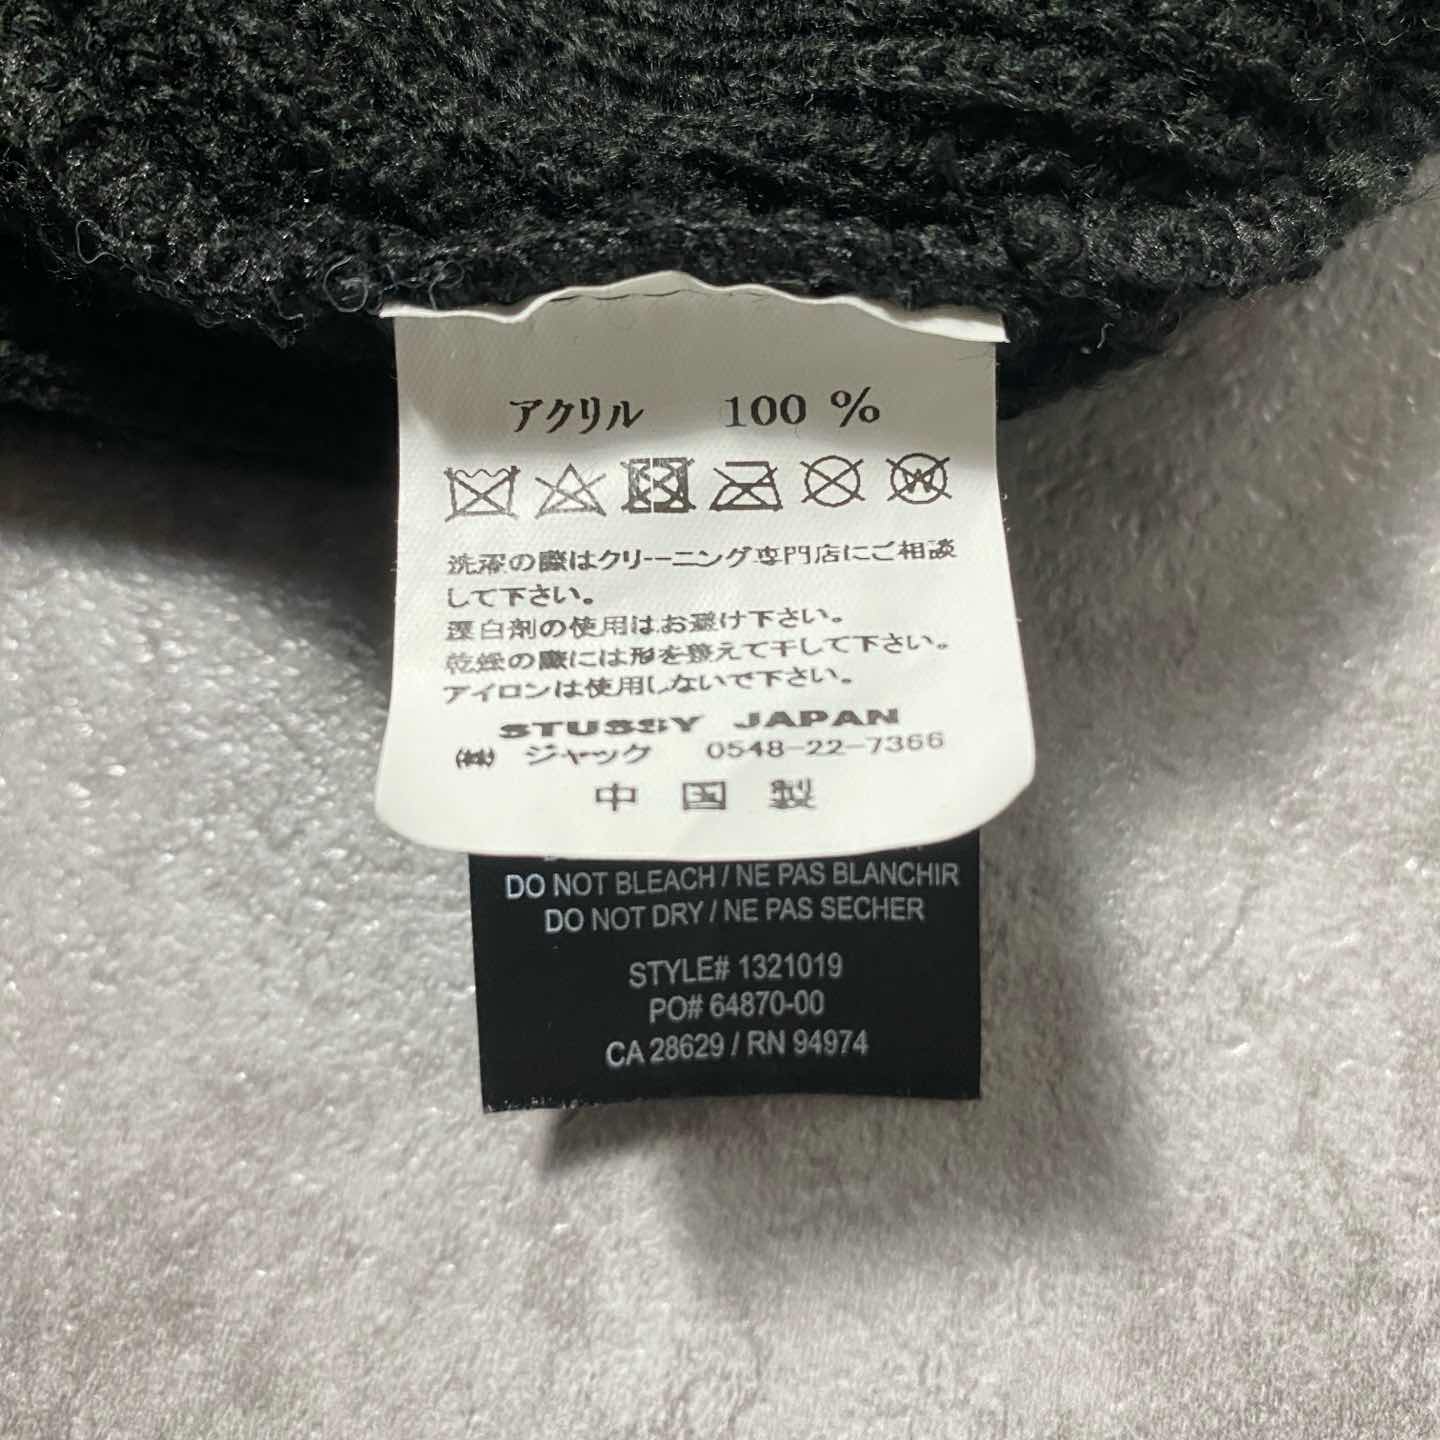 アクリル 100 %
洗濯の際はクリーニング専門店にご相談
して下さい。
漂白剤の使用はお避け下さい。
乾燥の際には形を整えて干して下さい。
アイロンは使用しないで下さい。
STUSSY JAPAN
㈱ ジャック 0548-22-7366
中国製
DO NOT BLEACH / NE PAS BLANCHIR
DO NOT DRY / NE PAS SECHER
STYLE# 1321019
PO# 64870-00
CA 28629 / RN 94974